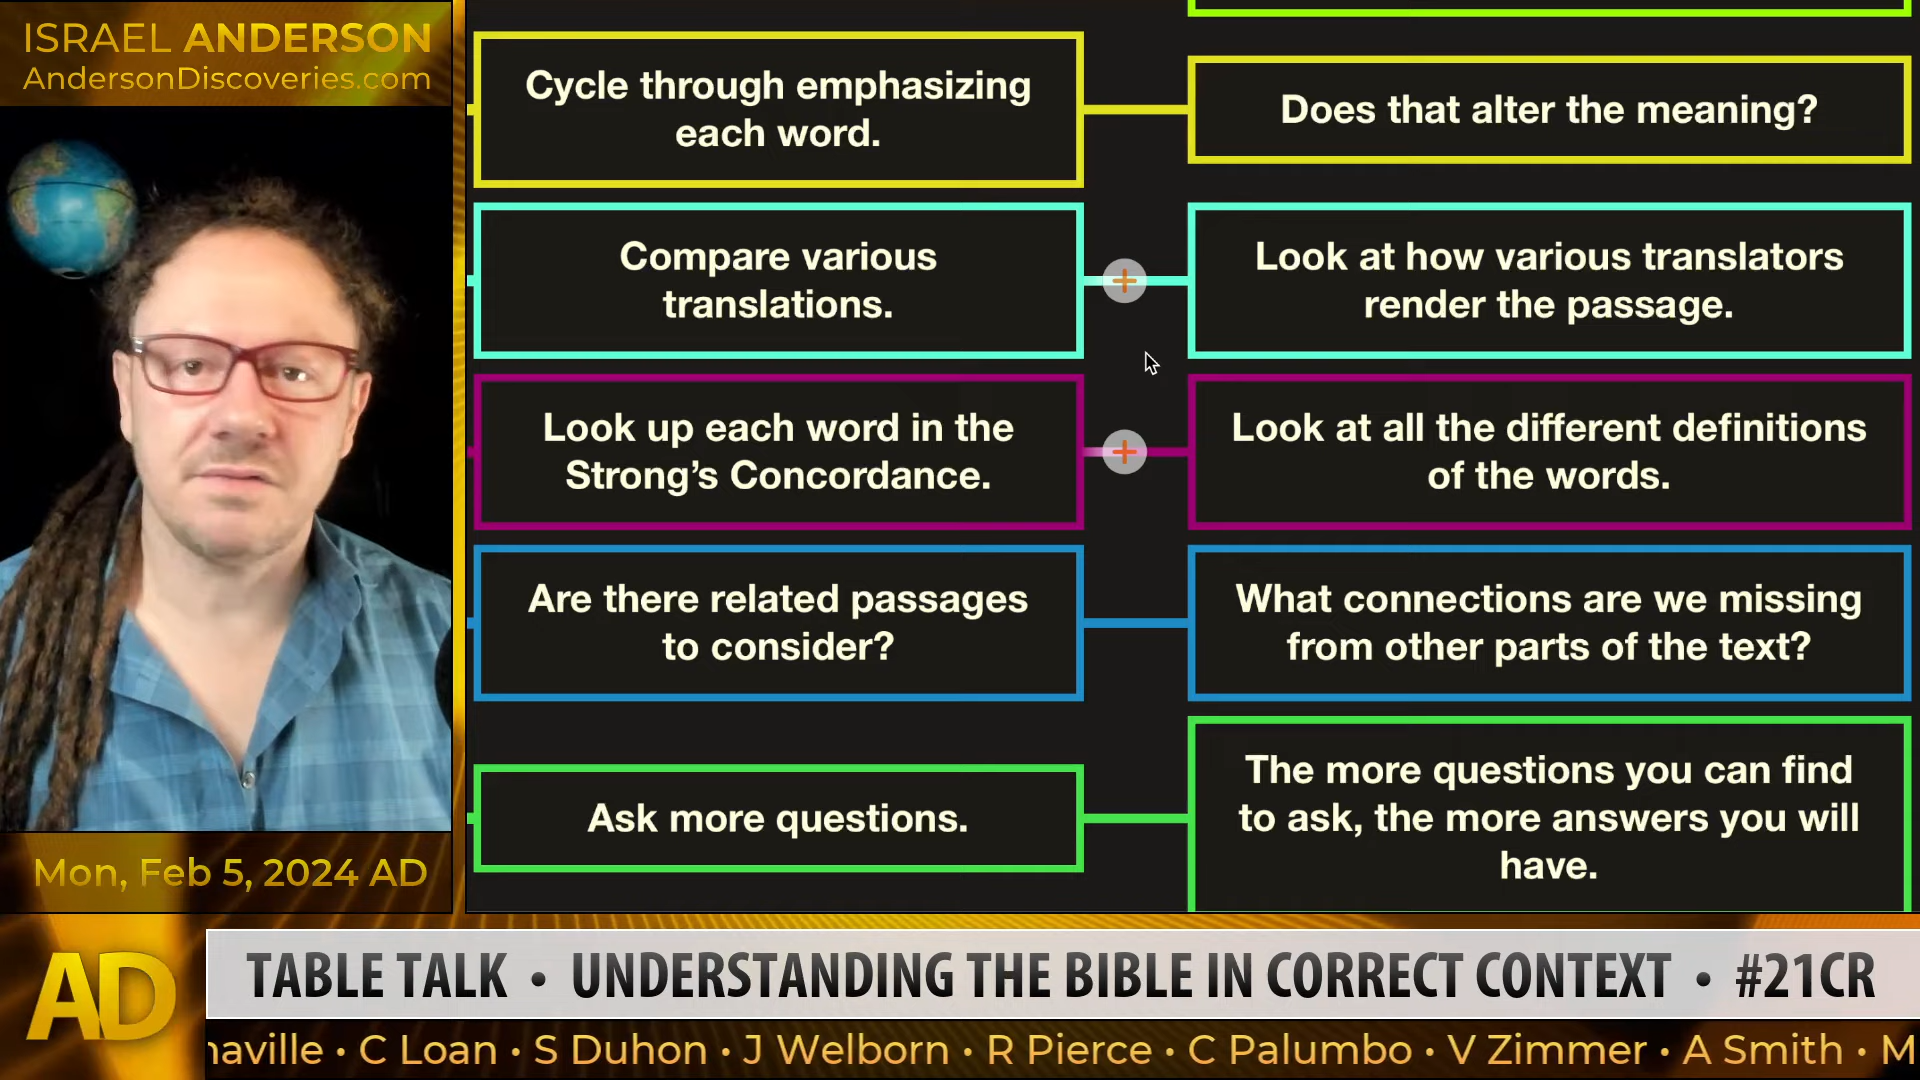 ISRAEL ANDERSON
AndersonDiscoveries.com
Cycle through emphasizing
each word.
Does that alter the meaning?
Compare various
translations.
Look at how various translators
render the passage.
Look up each word in the
Strong’s Concordance.
Look at all the different definitions
of the words.
Are there related passages
to consider?
What connections are we missing
from other parts of the text?
Ask more questions.
The more questions you can find
to ask, the more answers you will
have.
Mon, Feb 5, 2024 AD
AD
TABLE TALK • UNDERSTANDING THE BIBLE IN CORRECT CONTEXT • #21CR
• C Loan • S Duhon • J Welborn • R Pierce • C Palumbo • V Zimmer • A Smith • M